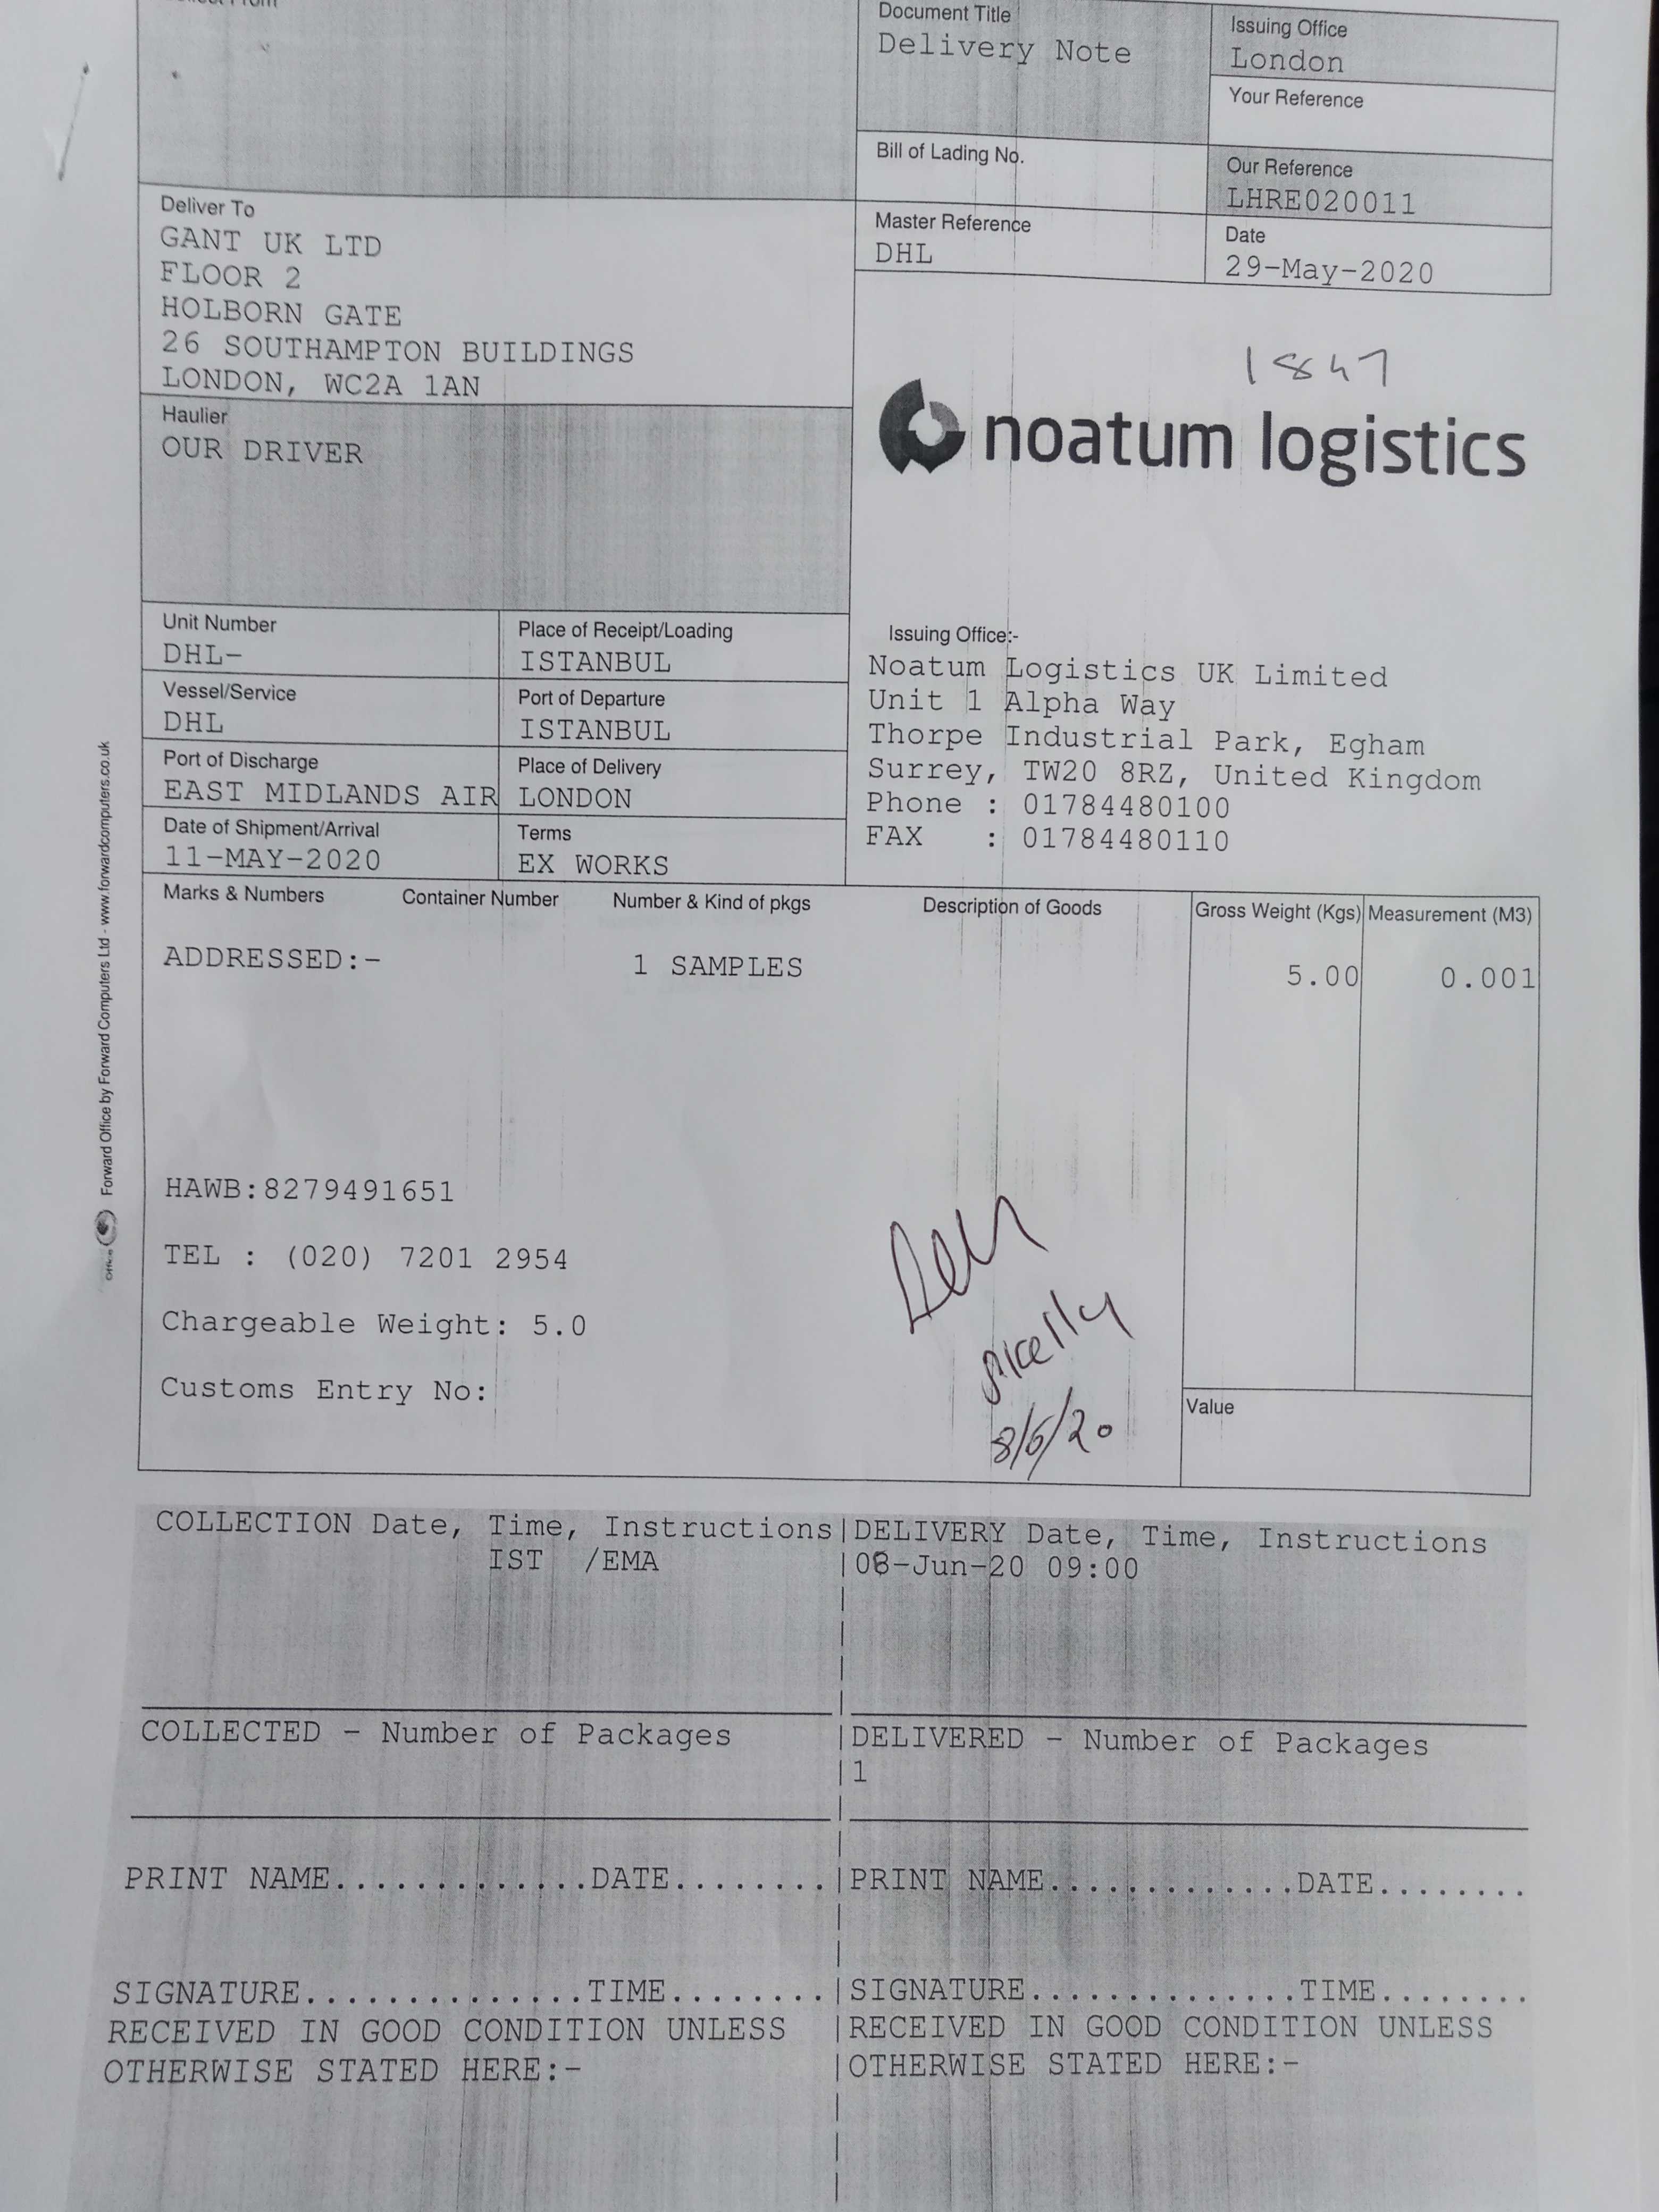 Document Title
Delivery Note
Issuing Office
London
Your Reference
Bill of Lading No.
Our Reference
LHRE020011
Master Reference
DHL
Date
29-May-2020
Deliver To
GANT UK LTD
FLOOR 2
HOLBORN GATE
26 SOUTHAMPTON BUILDINGS
LONDON, WC2A 1AN
1847
noatum logistics
Haulier
OUR DRIVER
Unit Number
DHL-
Place of Receipt/Loading
ISTANBUL
Vessel/Service
DHL
Port of Departure
ISTANBUL
Port of Discharge
EAST MIDLANDS AIR
Place of Delivery
LONDON
Date of Shipment/Arrival
11-MAY-2020
Terms
EX WORKS
Issuing Office:-
Noatum Logistics UK Limited
Unit 1 Alpha Way
Thorpe Industrial Park, Egham
Surrey, TW20 8RZ, United Kingdom
Phone : 01784480100
FAX : 01784480110
Marks & Numbers Container Number Number & Kind of pkgs Description of Goods Gross Weight (Kgs) Measurement (M3)
ADDRESSED:- 1 SAMPLES 5.00 0.001
HAWB:8279491651
TEL : (020) 7201 2954
Chargeable Weight: 5.0
Customs Entry No:
8/6/20
Value
Forward Office by Forward Computers Ltd - www.forwardcomputers.co.uk
COLLECTION Date, Time, Instructions
IST /EMA
DELIVERY Date, Time, Instructions
08-Jun-20 09:00
COLLECTED - Number of Packages
DELIVERED - Number of Packages
1
PRINT NAME.............DATE........
PRINT NAME.............DATE........
SIGNATURE..............TIME........
RECEIVED IN GOOD CONDITION UNLESS
OTHERWISE STATED HERE:-
SIGNATURE..............TIME........
RECEIVED IN GOOD CONDITION UNLESS
OTHERWISE STATED HERE:-